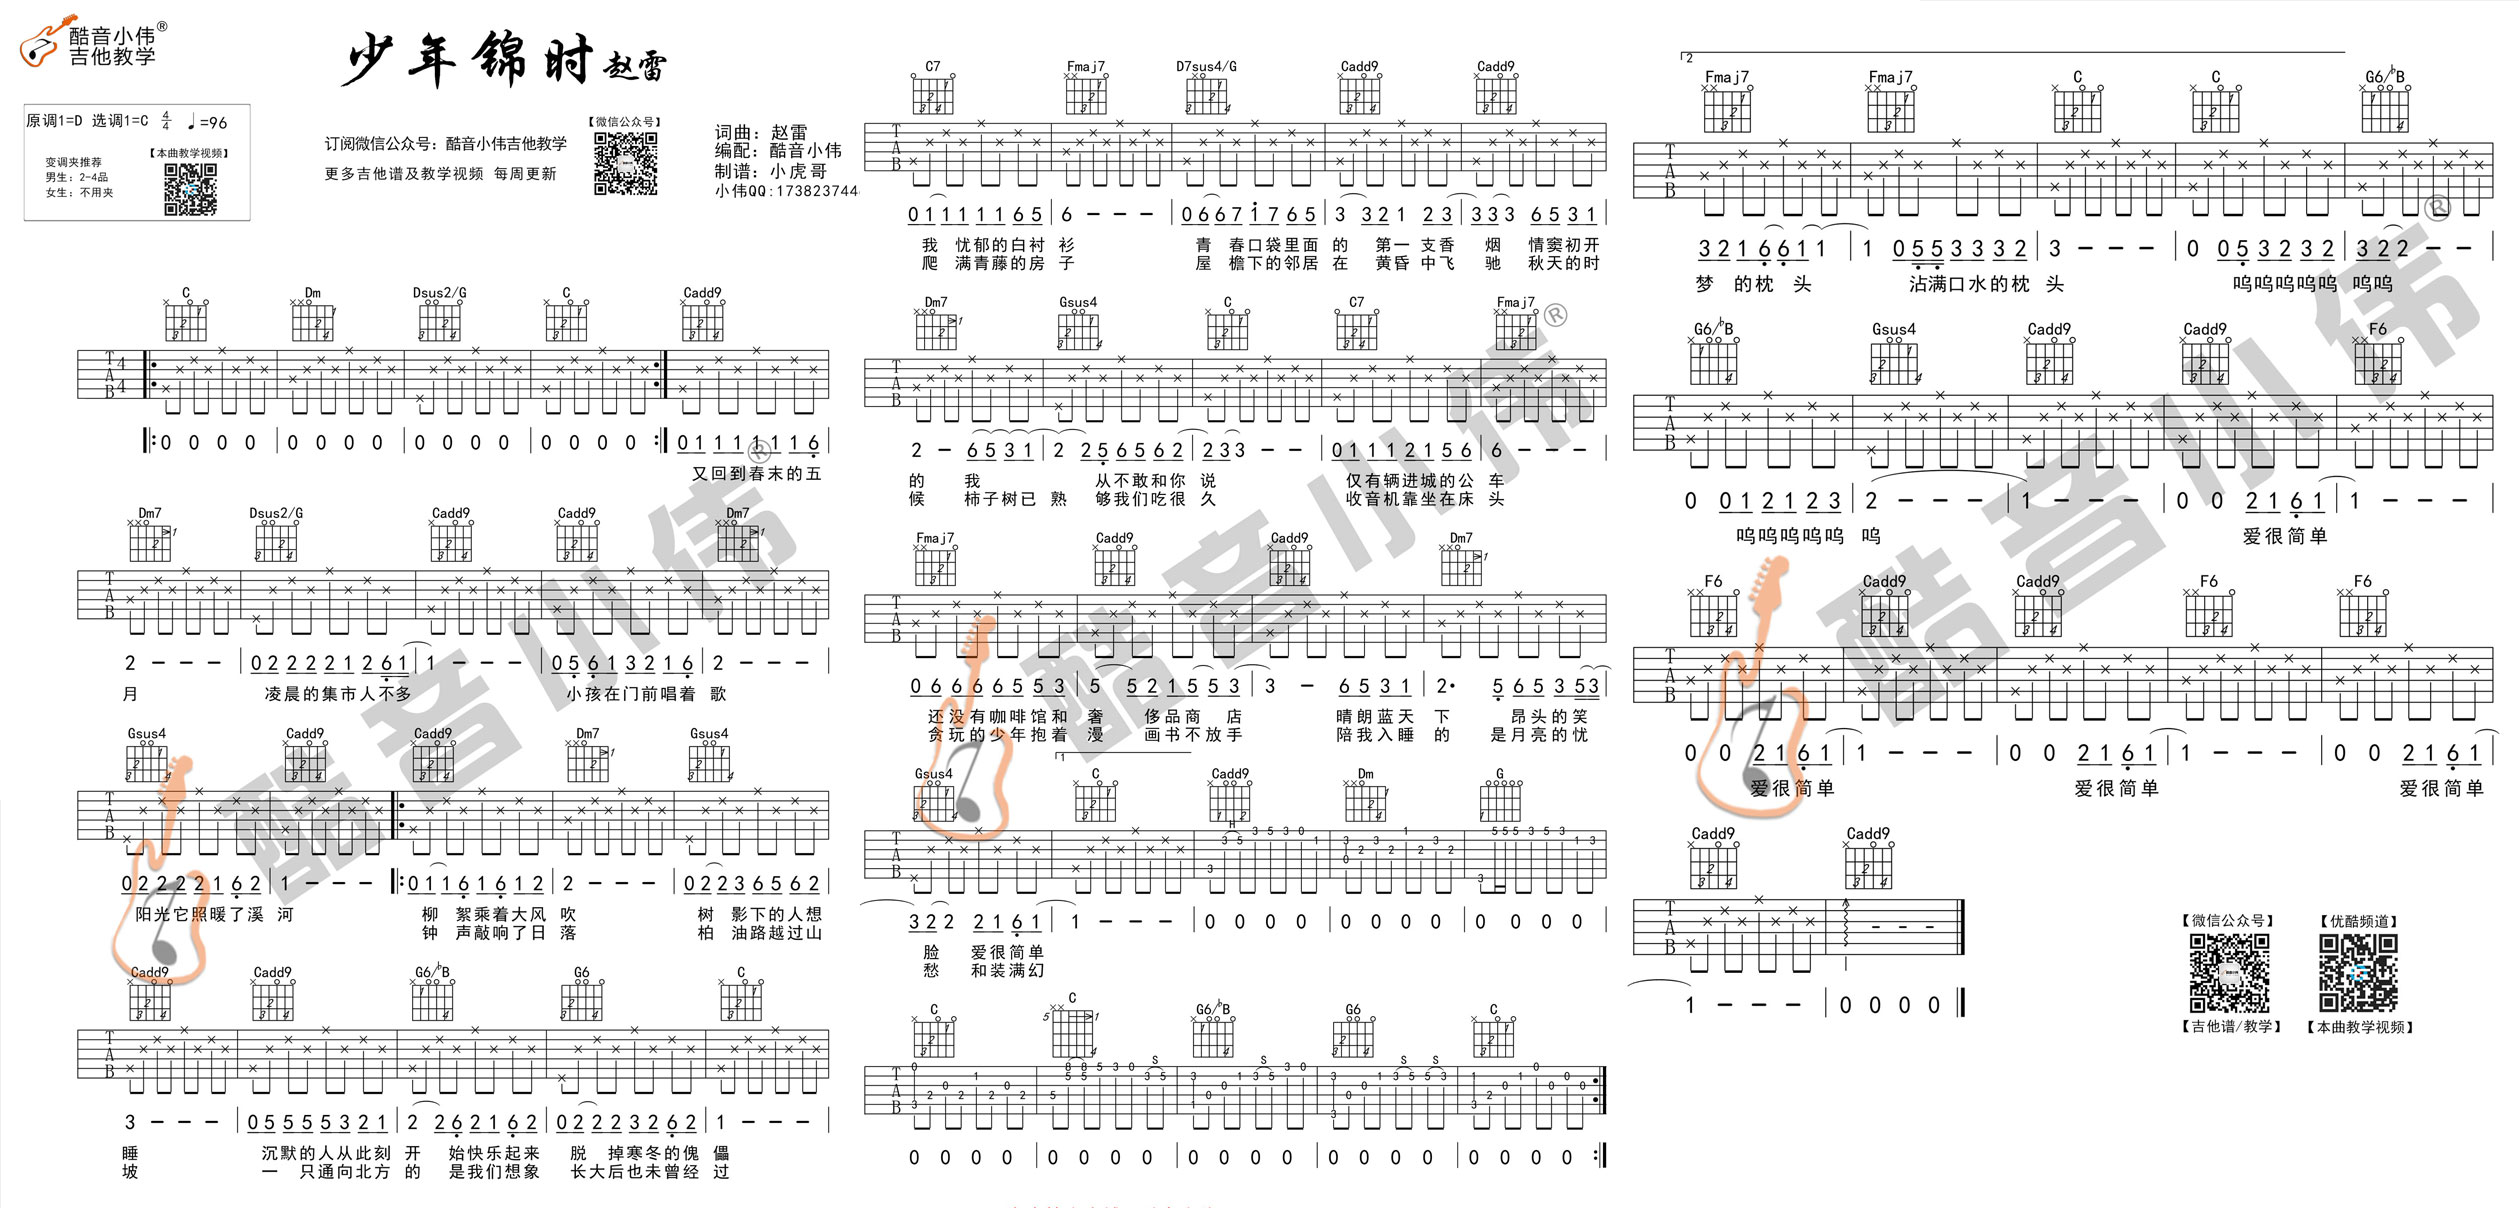 酷音小伟®
吉他教学
少年锦时 赵雷
原调1=D 选调1=C 4/4 ♩=96
变调夹推荐
男生：2-4品
女生：不用夹
【本曲教学视频】
订阅微信公众号：酷音小伟吉他教学
更多吉他谱及教学视频 每周更新
【微信公众号】
词曲：赵雷
编配：酷音小伟
制谱：小虎哥
小伟QQ:173823744
C Dm Dsus2/G C Cadd9
0 0 0 0 0 0 0 0 0 0 0 0 0 0 0 0 0 1 1 1 1 1 1 6
又回到春末的五
Dm7 Dsus2/G Cadd9 Cadd9 Dm7
2 - - - 0 2 2 2 2 1 2 6 1 1 - - - 0 5 6 1 3 2 1 6 2 - - -
月 凌晨的集市人不多 小孩在门前唱着 歌
Gsus4 Cadd9 Cadd9 Dm7 Gsus4
0 2 2 2 2 1 6 2 1 - - - 0 1 1 6 1 6 1 2 2 - - - 0 2 2 3 6 5 6 2
阳光它照暖了溪 河 柳 絮乘着大风 吹 树 影下的人想
钟 声敲响了日 落 柏 油路越过山
Cadd9 Cadd9 G6/♭B G6 C
3 - - - 0 5 5 5 5 3 2 1 2 2 6 2 1 6 2 0 2 2 2 3 2 6 2 1 - - -
睡 沉默的人从此刻 开 始快乐起来 脱 掉寒冬的傀 儡
坡 一 只通向北方 的 是我们想象 长大后也未曾经 过
C7 Fmaj7 D7sus4/G Cadd9 Cadd9
0 1 1 1 1 1 6 5 6 - - - 0 6 6 7 1 7 6 5 3 3 2 1 2 3 3 3 3 6 5 3 1
我 忧郁的白衬 衫 青 春口袋里面 的 第一 支香 烟 情窦初开
爬 满青藤的房 子 屋 檐下的邻居 在 黄昏 中飞 驰 秋天的时
Dm7 Gsus4 C C7 Fmaj7
2 - 6 5 3 1 2 2 5 6 5 6 2 2 3 3 - - 0 1 1 1 2 1 5 6 6 - - -
的 我 从不敢和你 说 仅有辆进城的公 车
候 柿子树已 熟 够我们吃很 久 收音机靠坐在床 头
Fmaj7 Cadd9 Cadd9 Dm7
0 6 6 6 6 5 5 3 5 5 2 1 5 5 3 3 - 6 5 3 1 2· 5 6 5 3 5 3
还没有咖啡馆和 奢 侈品商 店 晴朗蓝天 下 昂头的笑
贪玩的少年抱着 漫 画书不放手 陪我入睡 的 是月亮的忧
1
Gsus4 C Cadd9 Dm G
3 2 2 2 1 6 1 1 - - - 0 0 0 0 0 0 0 0 0 0 0 0
脸 爱很简单
愁 和装满幻
C C G6/♭B G6 C
0 0 0 0 0 0 0 0 0 0 0 0 0 0 0 0 0 0 0 0
2
Fmaj7 Fmaj7 C C G6/♭B
3 2 1 6 6 1 1 1 0 5 5 3 3 3 2 3 - - - 0 0 5 3 2 3 2 3 2 2 - -
梦 的枕 头 沾满口水的枕 头 呜呜呜呜呜 呜呜
G6/♭B Gsus4 Cadd9 Cadd9 F6
0 0 1 2 1 2 3 2 - - - 1 - - - 0 0 2 1 6 1 1 - - -
呜呜呜呜呜 呜 爱很简单
F6 Cadd9 Cadd9 F6 F6
0 0 2 1 6 1 1 - - - 0 0 2 1 6 1 1 - - - 0 0 2 1 6 1
爱很简单 爱很简单 爱很简单
Cadd9 Cadd9
1 - - - 0 0 0 0
【微信公众号】 【优酷频道】
【吉他谱/教学】 【本曲教学视频】
酷音小伟®
酷音小伟®
酷音小伟®